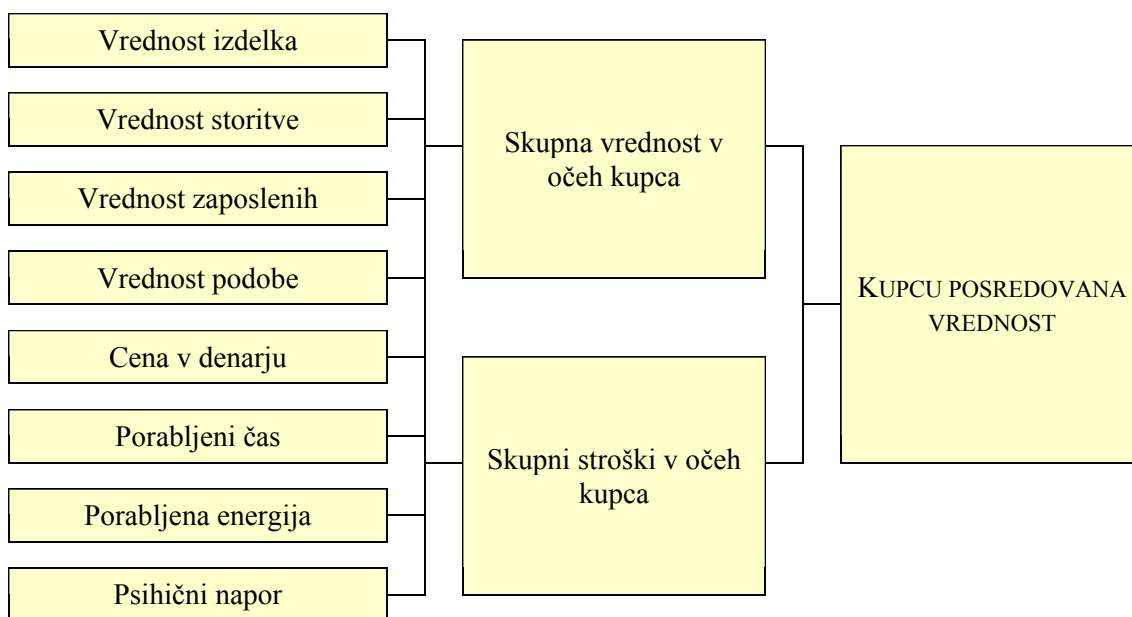 Vrednost izdelka
Vrednost storitve
Vrednost zaposlenih
Vrednost podobe
Cena v denarju
Porabljeni čas
Porabljena energija
Psihični napor
Skupna vrednost v
očeh kupca
Skupni stroški v očeh
kupca
KUPCU POSREDOVANA
VREDNOST